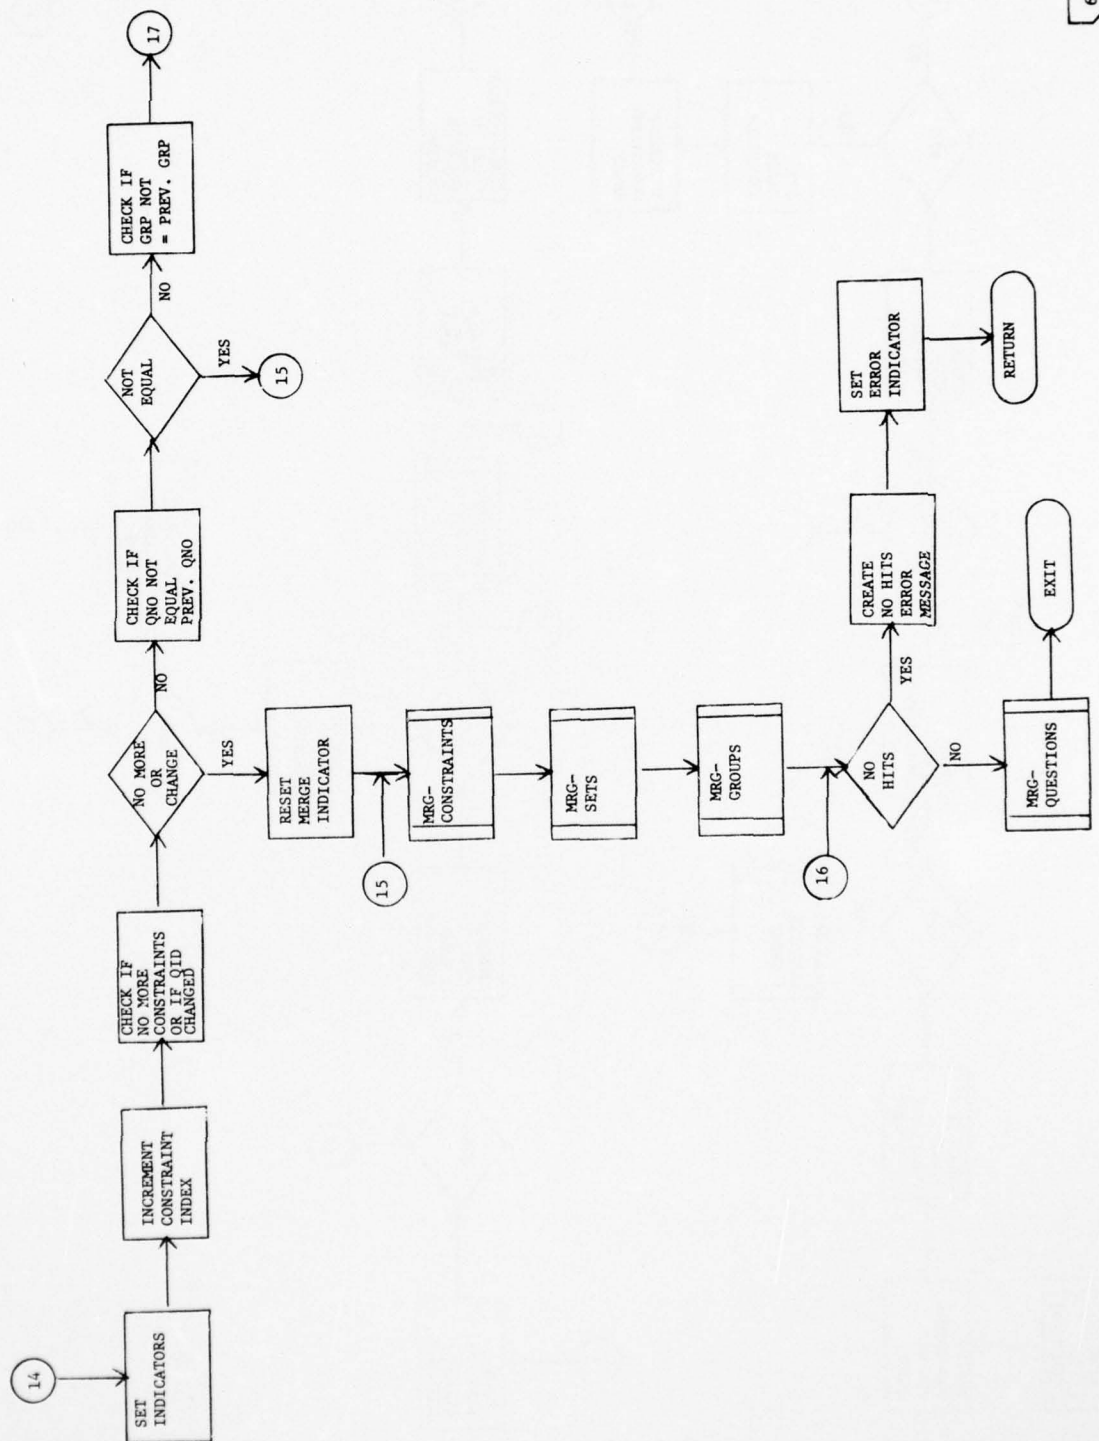 14
SET
INDICATORS
INCREMENT
CONSTRAINT
INDEX
CHECK IF
NO MORE
CONSTRAINTS
OR IF QID
CHANGED
NO MORE
OR
CHANGE
NO
CHECK IF
QNO NOT
EQUAL
PREV. QNO
NOT
EQUAL
NO
CHECK IF
GRP NOT
= PREV. GRP
17
YES
15
YES
RESET
MERGE
INDICATOR
15
MRG-
CONSTRAINTS
MRG-
SETS
MRG-
GROUPS
16
NO
HITS
YES
CREATE
NO HITS
ERROR
MESSAGE
SET
ERROR
INDICATOR
RETURN
NO
MRG-
QUESTIONS
EXIT
6